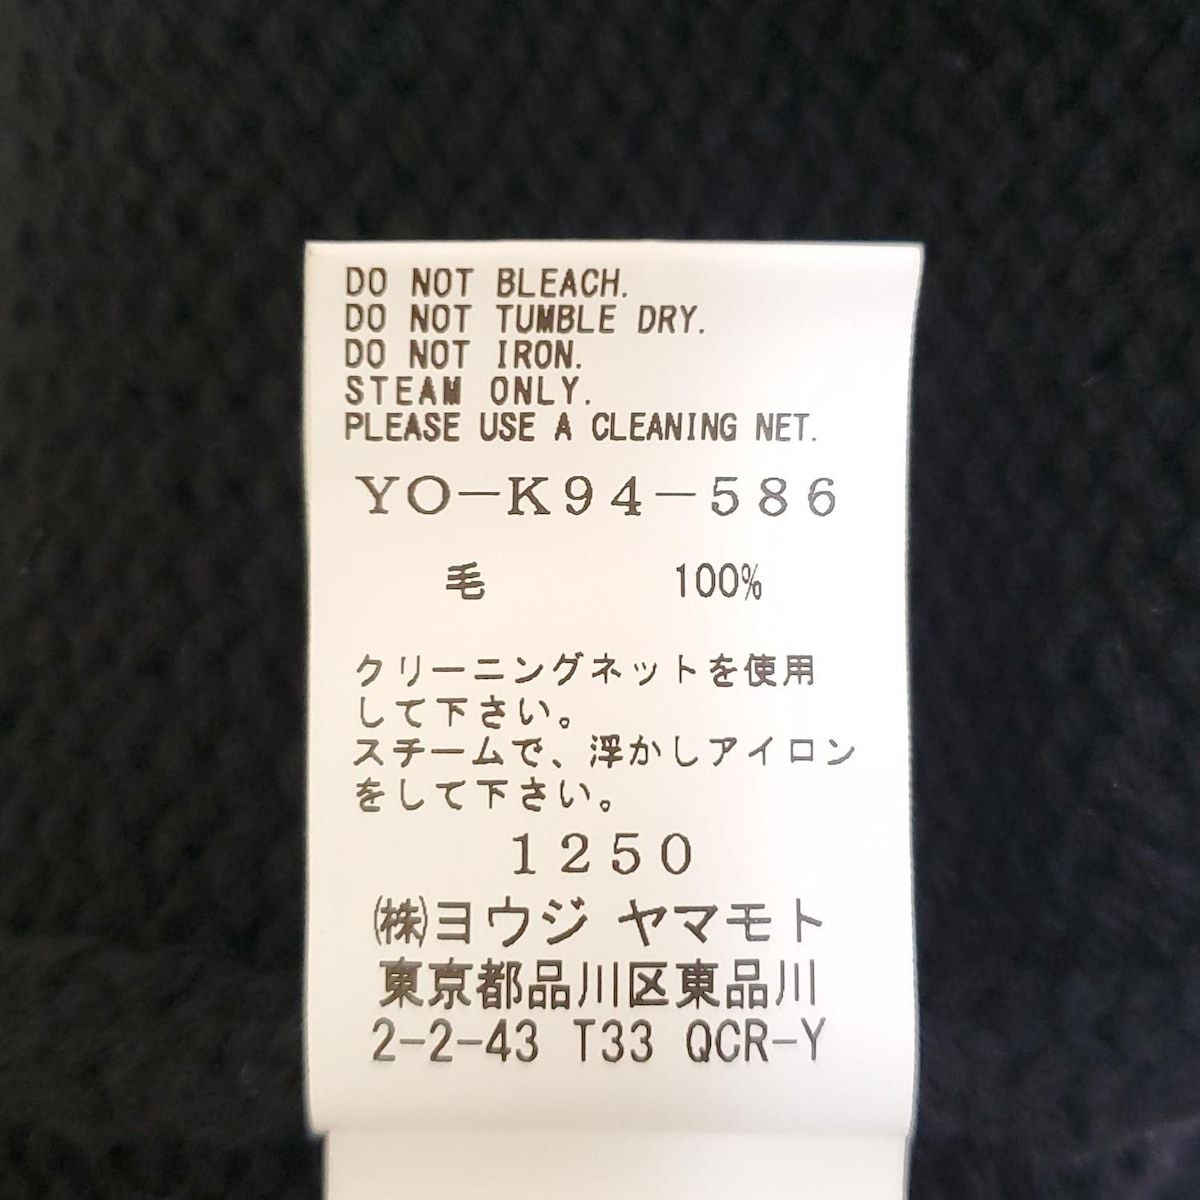 DO NOT BLEACH.
DO NOT TUMBLE DRY.
DO NOT IRON.
STEAM ONLY.
PLEASE USE A CLEANING NET.
YO-K94-586
毛 100%
クリーニングネットを使用
して下さい。
スチームで、浮かしアイロン
をして下さい。
1250
㈱ヨウジ ヤマモト
東京都品川区東品川
2-2-43 T33 QCR-Y